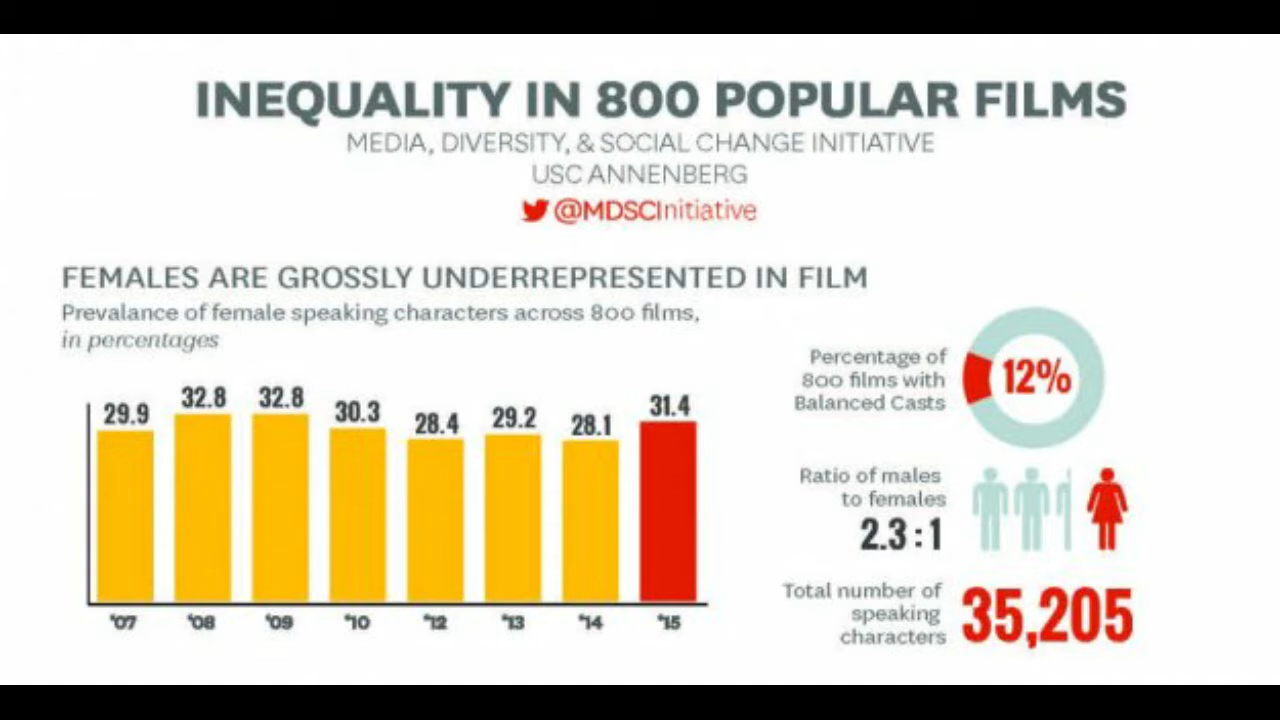 INEQUALITY IN 800 POPULAR FILMS
MEDIA, DIVERSITY, & SOCIAL CHANGE INITIATIVE
USC ANNENBERG
@MDSCInitiative
FEMALES ARE GROSSLY UNDERREPRESENTED IN FILM
Prevalance of female speaking characters across 800 films,
in percentages
29.9 32.8 32.8 30.3 28.4 29.2 28.1 31.4
'07 '08 '09 '10 '12 '13 '14 '15
Percentage of
800 films with
Balanced Casts
12%
Ratio of males
to females
2.3 : 1
Total number of
speaking
characters
35,205